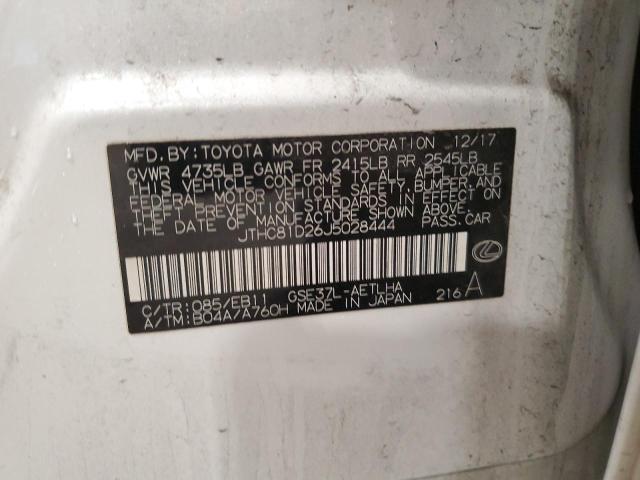 MFD. BY: TOYOTA MOTOR CORPORATION 12/17
GVWR 4735LB GAWR FR 2415LB RR 2545LB
THIS VEHICLE CONFORMS TO ALL APPLICABLE
FEDERAL MOTOR VEHICLE SAFETY, BUMPER, AND
THEFT PREVENTION STANDARDS IN EFFECT ON
THE DATE OF MANUFACTURE SHOWN ABOVE.
JTHC81D26J5028444 PASS. CAR
C/TR: 085/EB11 GSE37L-AETLHA
A/TM: B04A/A760H MADE IN JAPAN 216 A